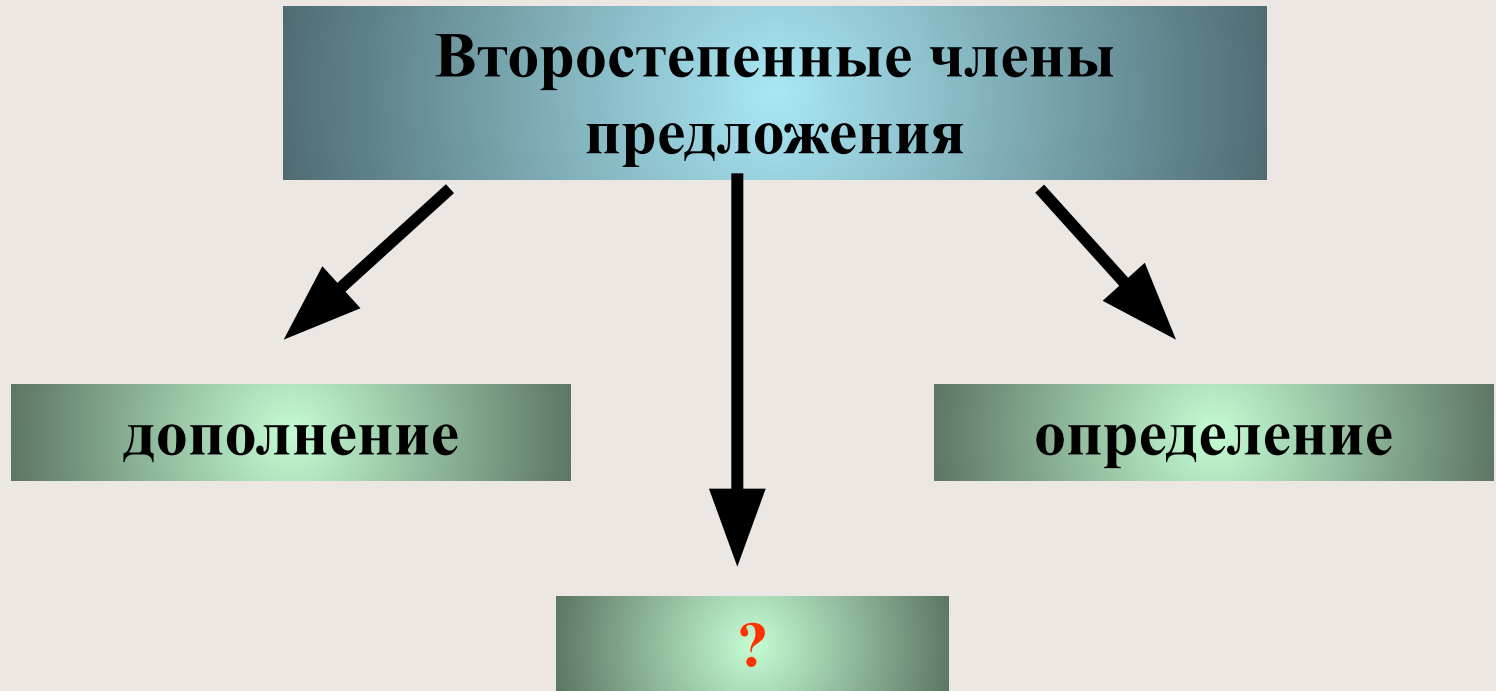 Второстепенные члены
предложения
дополнение
определение
?